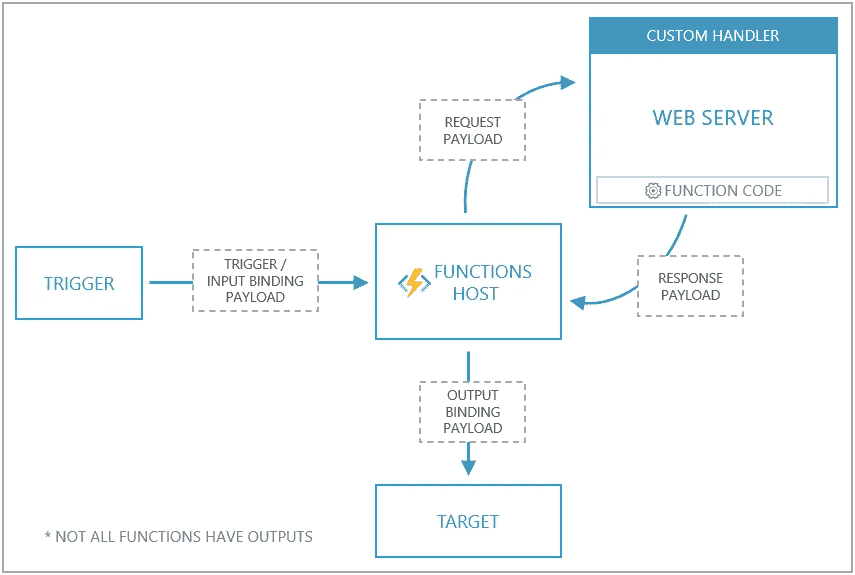 CUSTOM HANDLER
WEB SERVER
FUNCTION CODE
REQUEST
PAYLOAD
TRIGGER
TRIGGER /
INPUT BINDING
PAYLOAD
FUNCTIONS
HOST
RESPONSE
PAYLOAD
OUTPUT
BINDING
PAYLOAD
TARGET
* NOT ALL FUNCTIONS HAVE OUTPUTS